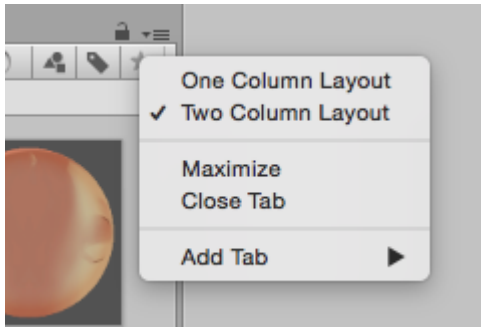 One Column Layout
Two Column Layout
Maximize
Close Tab
Add Tab